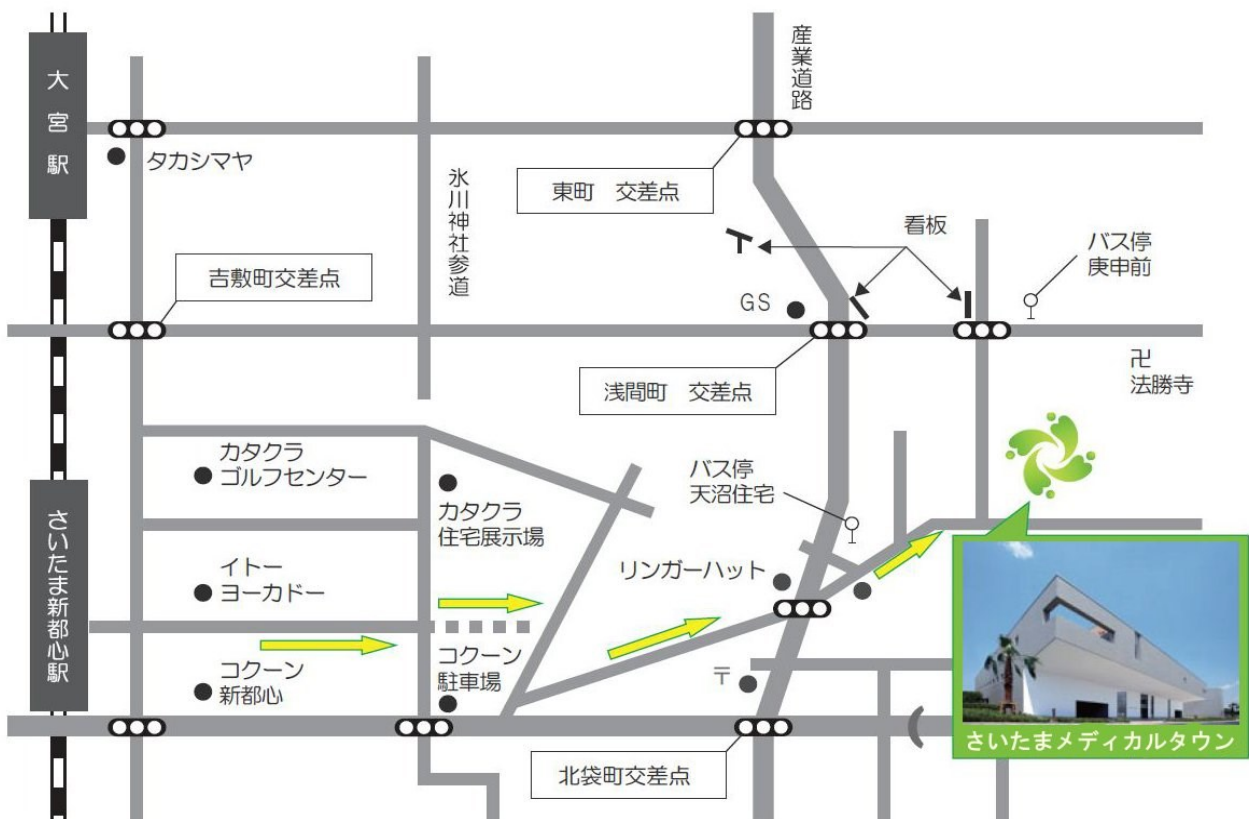 大宮駅
産業道路
タカシマヤ
氷川神社参道
東町 交差点
看板
バス停
庚申前
吉敷町交差点
GS
浅間町 交差点
卍
法勝寺
カタクラ
ゴルフセンター
カタクラ
住宅展示場
バス停
天沼住宅
さいたま新都心駅
イトー
ヨーカドー
リンガーハット
コクーン
新都心
コクーン
駐車場
〒
北袋町交差点
さいたまメディカルタウン